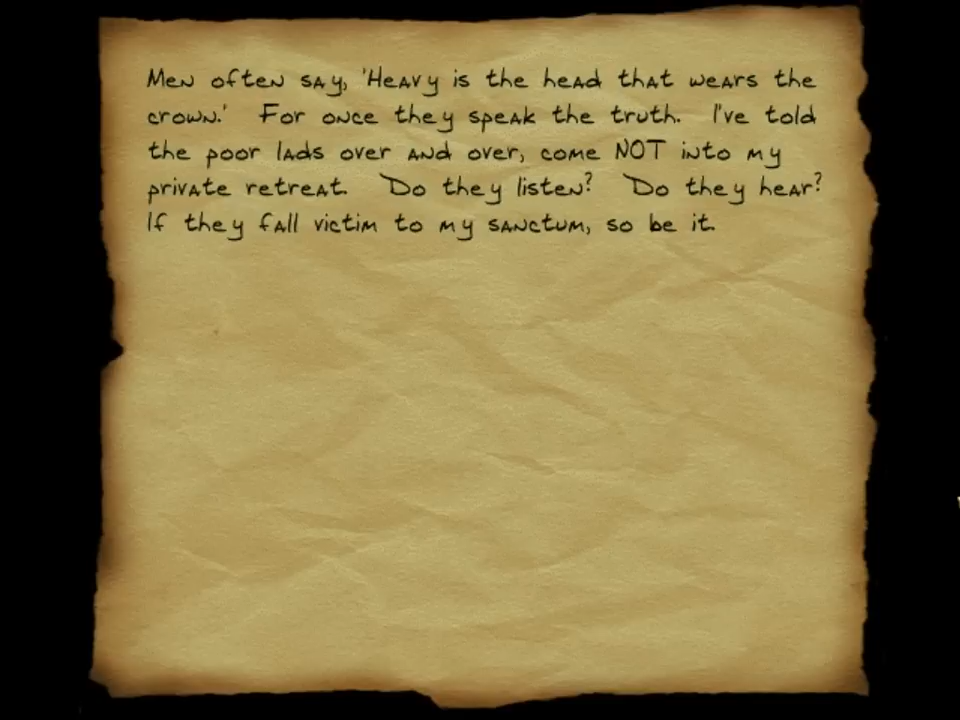 Men often say, 'Heavy is the head that wears the
crown.' For once they speak the truth. I've told
the poor lads over and over, come NOT into my
private retreat. Do they listen? Do they hear?
If they fall victim to my sanctum, so be it.